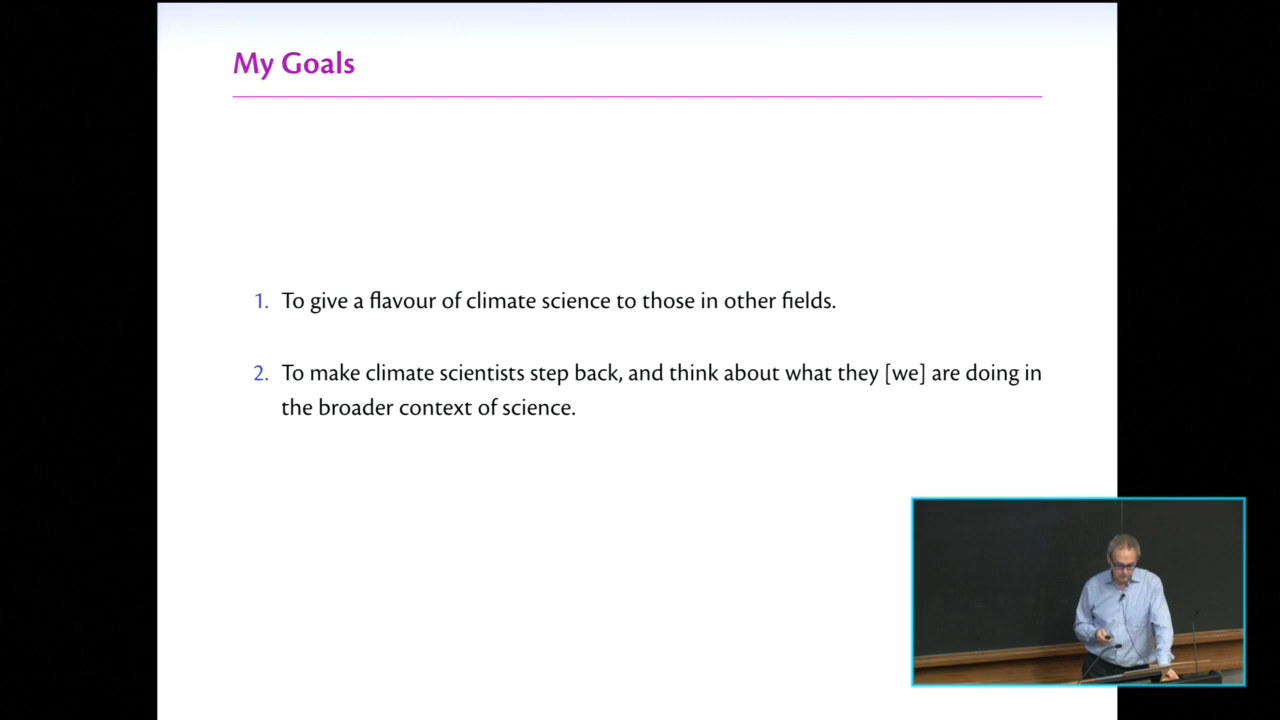 My Goals
1. To give a flavour of climate science to those in other fields.
2. To make climate scientists step back, and think about what they [we] are doing in
the broader context of science.